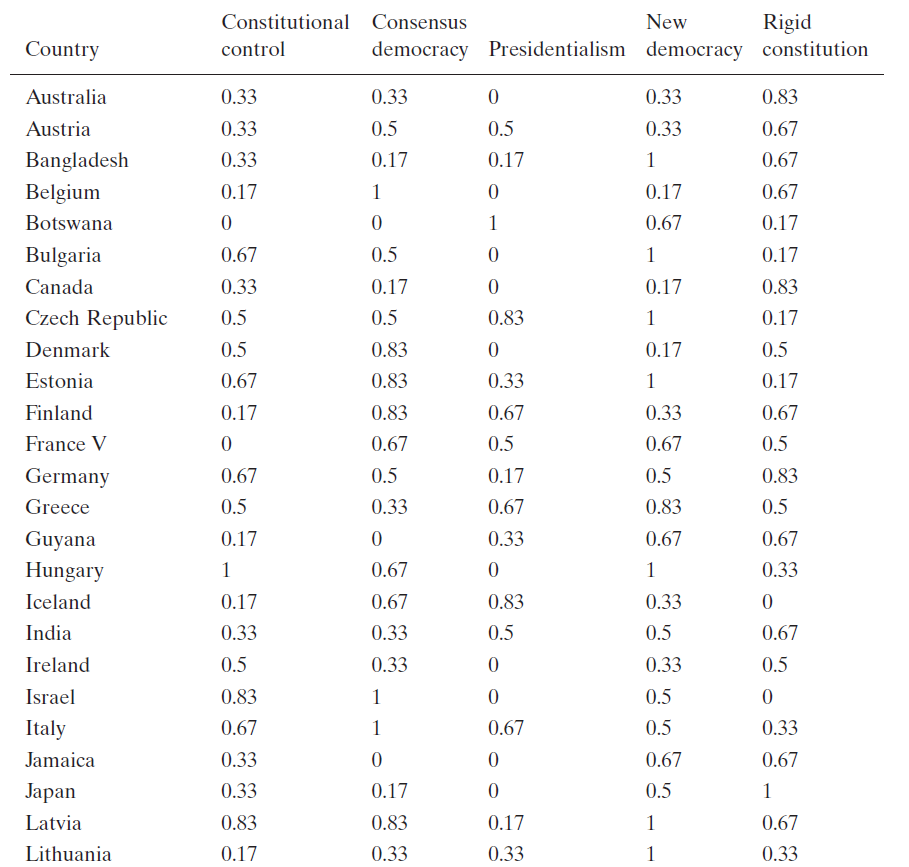 Constitutional Consensus New Rigid
Country control democracy Presidentialism democracy constitution
Australia 0.33 0.33 0 0.33 0.83
Austria 0.33 0.5 0.5 0.33 0.67
Bangladesh 0.33 0.17 0.17 1 0.67
Belgium 0.17 1 0 0.17 0.67
Botswana 0 0 1 0.67 0.17
Bulgaria 0.67 0.5 0 1 0.17
Canada 0.33 0.17 0 0.17 0.83
Czech Republic 0.5 0.5 0.83 1 0.17
Denmark 0.5 0.83 0 0.17 0.5
Estonia 0.67 0.83 0.33 1 0.17
Finland 0.17 0.83 0.67 0.33 0.67
France V 0 0.67 0.5 0.67 0.5
Germany 0.67 0.5 0.17 0.5 0.83
Greece 0.5 0.33 0.67 0.83 0.5
Guyana 0.17 0 0.33 0.67 0.67
Hungary 1 0.67 0 1 0.33
Iceland 0.17 0.67 0.83 0.33 0
India 0.33 0.33 0.5 0.5 0.67
Ireland 0.5 0.33 0 0.33 0.5
Israel 0.83 1 0 0.5 0
Italy 0.67 1 0.67 0.5 0.33
Jamaica 0.33 0 0 0.67 0.67
Japan 0.33 0.17 0 0.5 1
Latvia 0.83 0.83 0.17 1 0.67
Lithuania 0.17 0.33 0.33 1 0.33